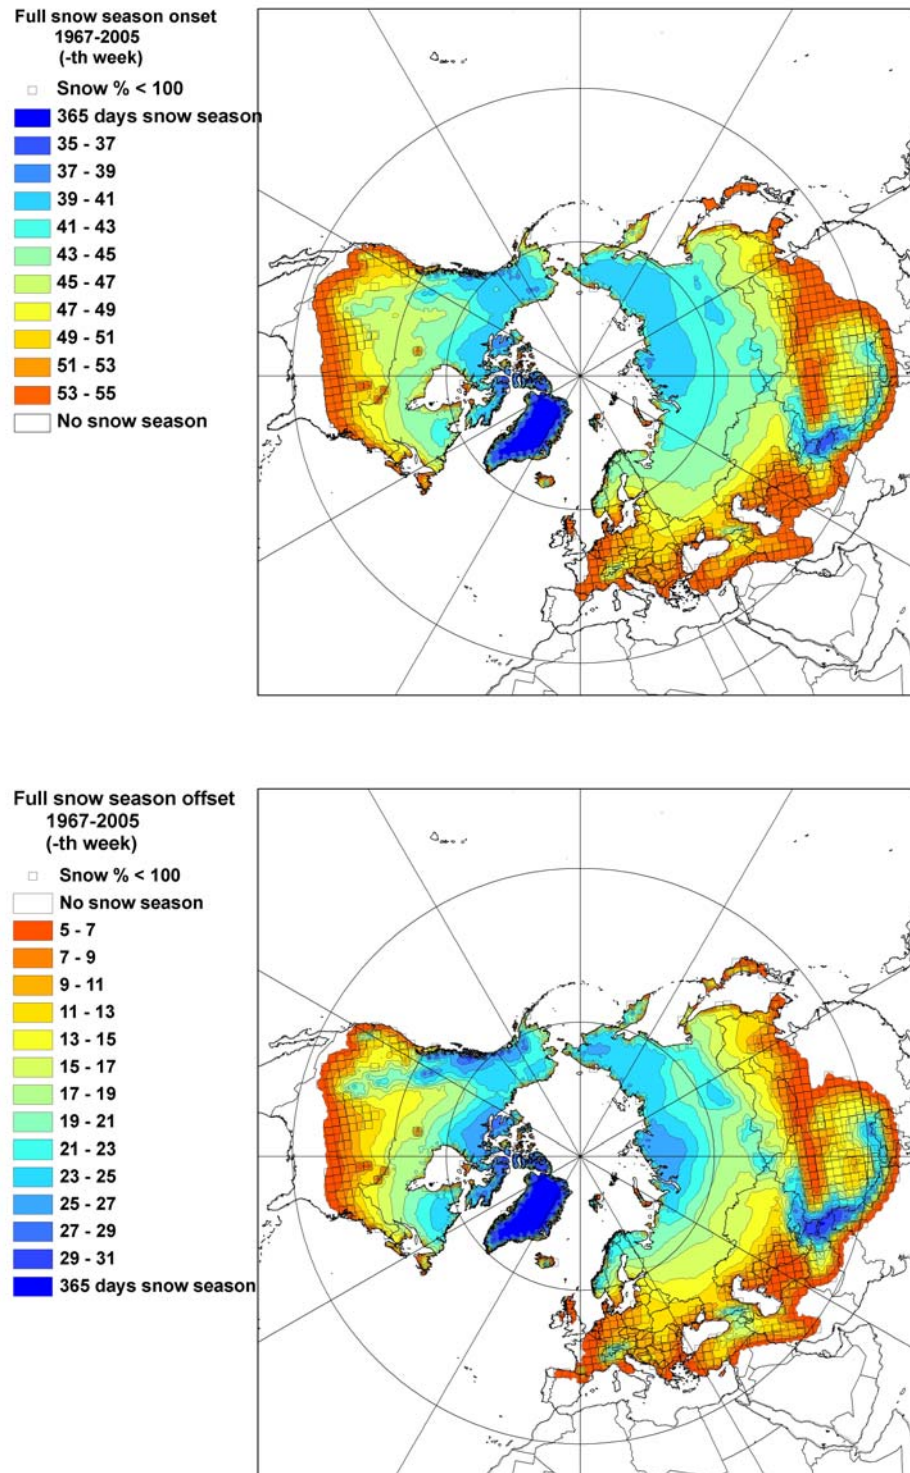 Full snow season onset
1967-2005
(-th week)
Snow % < 100
365 days snow season
35 - 37
37 - 39
39 - 41
41 - 43
43 - 45
45 - 47
47 - 49
49 - 51
51 - 53
53 - 55
No snow season
Full snow season offset
1967-2005
(-th week)
Snow % < 100
No snow season
5 - 7
7 - 9
9 - 11
11 - 13
13 - 15
15 - 17
17 - 19
19 - 21
21 - 23
23 - 25
25 - 27
27 - 29
29 - 31
365 days snow season